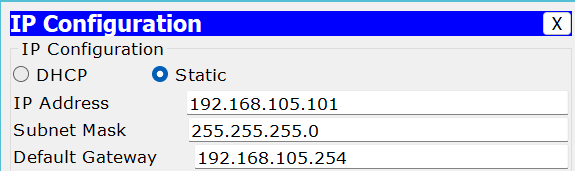 IP Configuration X
IP Configuration
DHCP Static
IP Address 192.168.105.101
Subnet Mask 255.255.255.0
Default Gateway 192.168.105.254